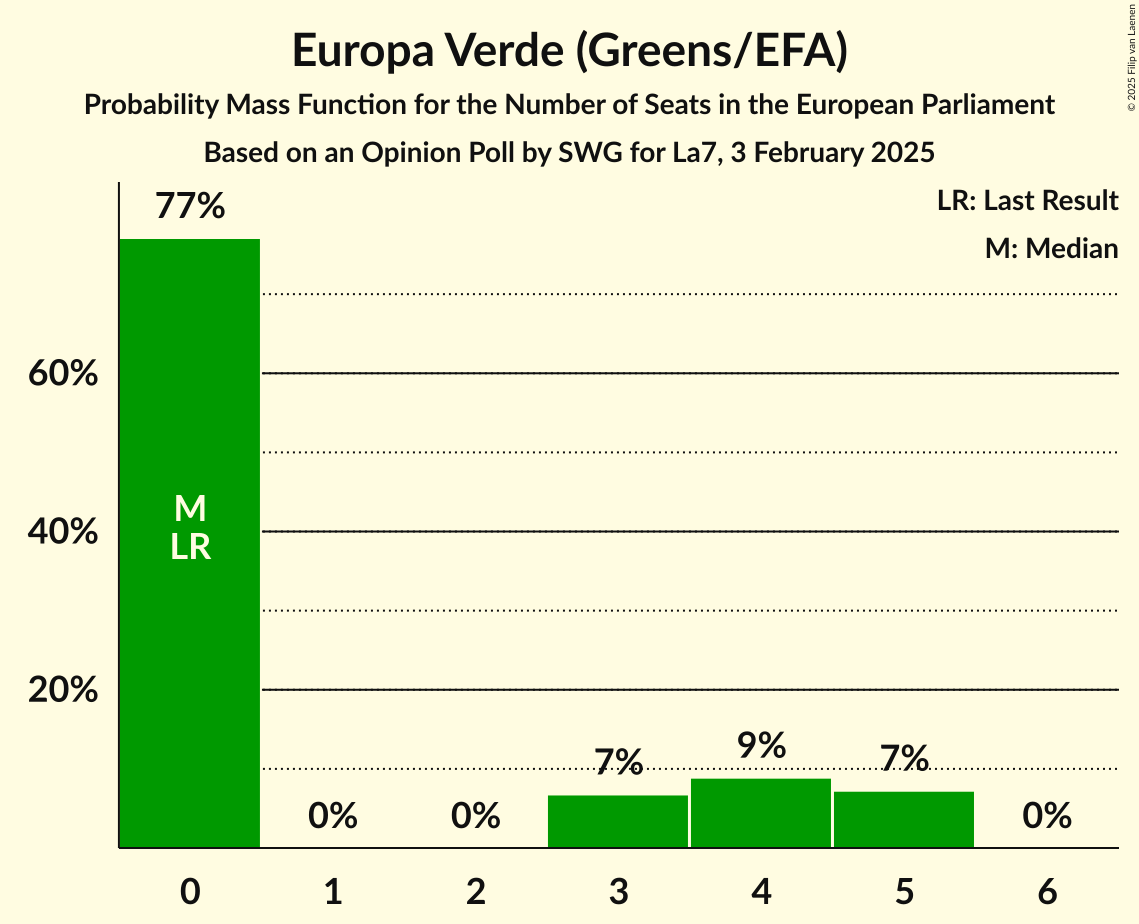 Europa Verde (Greens/EFA)
Probability Mass Function for the Number of Seats in the European Parliament
Based on an Opinion Poll by SWG for La7, 3 February 2025
© 2025 Filip van Laenen
LR: Last Result
M: Median
77%
60%
40%
20%
M
LR
0%
0%
7%
9%
7%
0%
0
1
2
3
4
5
6